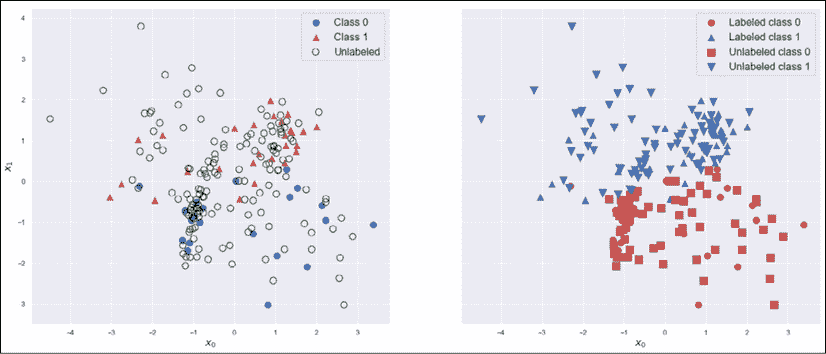 Class 0
Class 1
Unlabeled
4
3
2
1
0
-1
-2
-3
x1
-4
-3
-2
-1
0
1
2
3
x0
Labeled class 0
Labeled class 1
Unlabeled class 0
Unlabeled class 1
-4
-3
-2
-1
0
1
2
3
x0